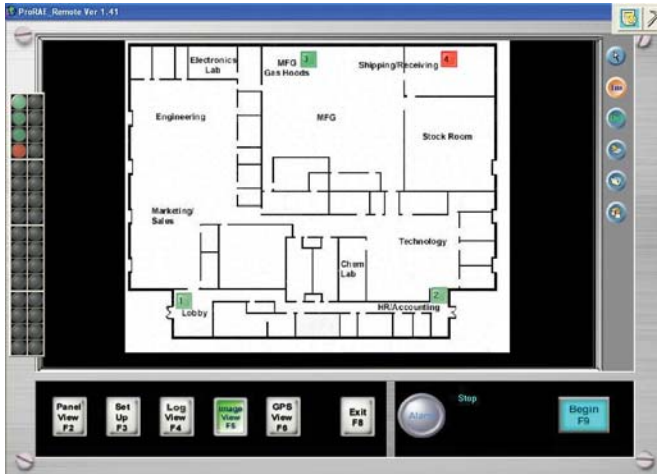 ProRAE_Remote Ver 1.41
Electronics
Lab
MFG
Gas Hoods
3
Shipping/Receiving
4
Engineering
MFG
Stock Room
Marketing/
Sales
Technology
Chem
Lab
1
Lobby
2
HR/Accounting
Panel
View
F2
Set
Up
F3
Log
View
F4
Image
View
F5
GPS
View
F6
Exit
F8
Alarm
Stop
Begin
F9